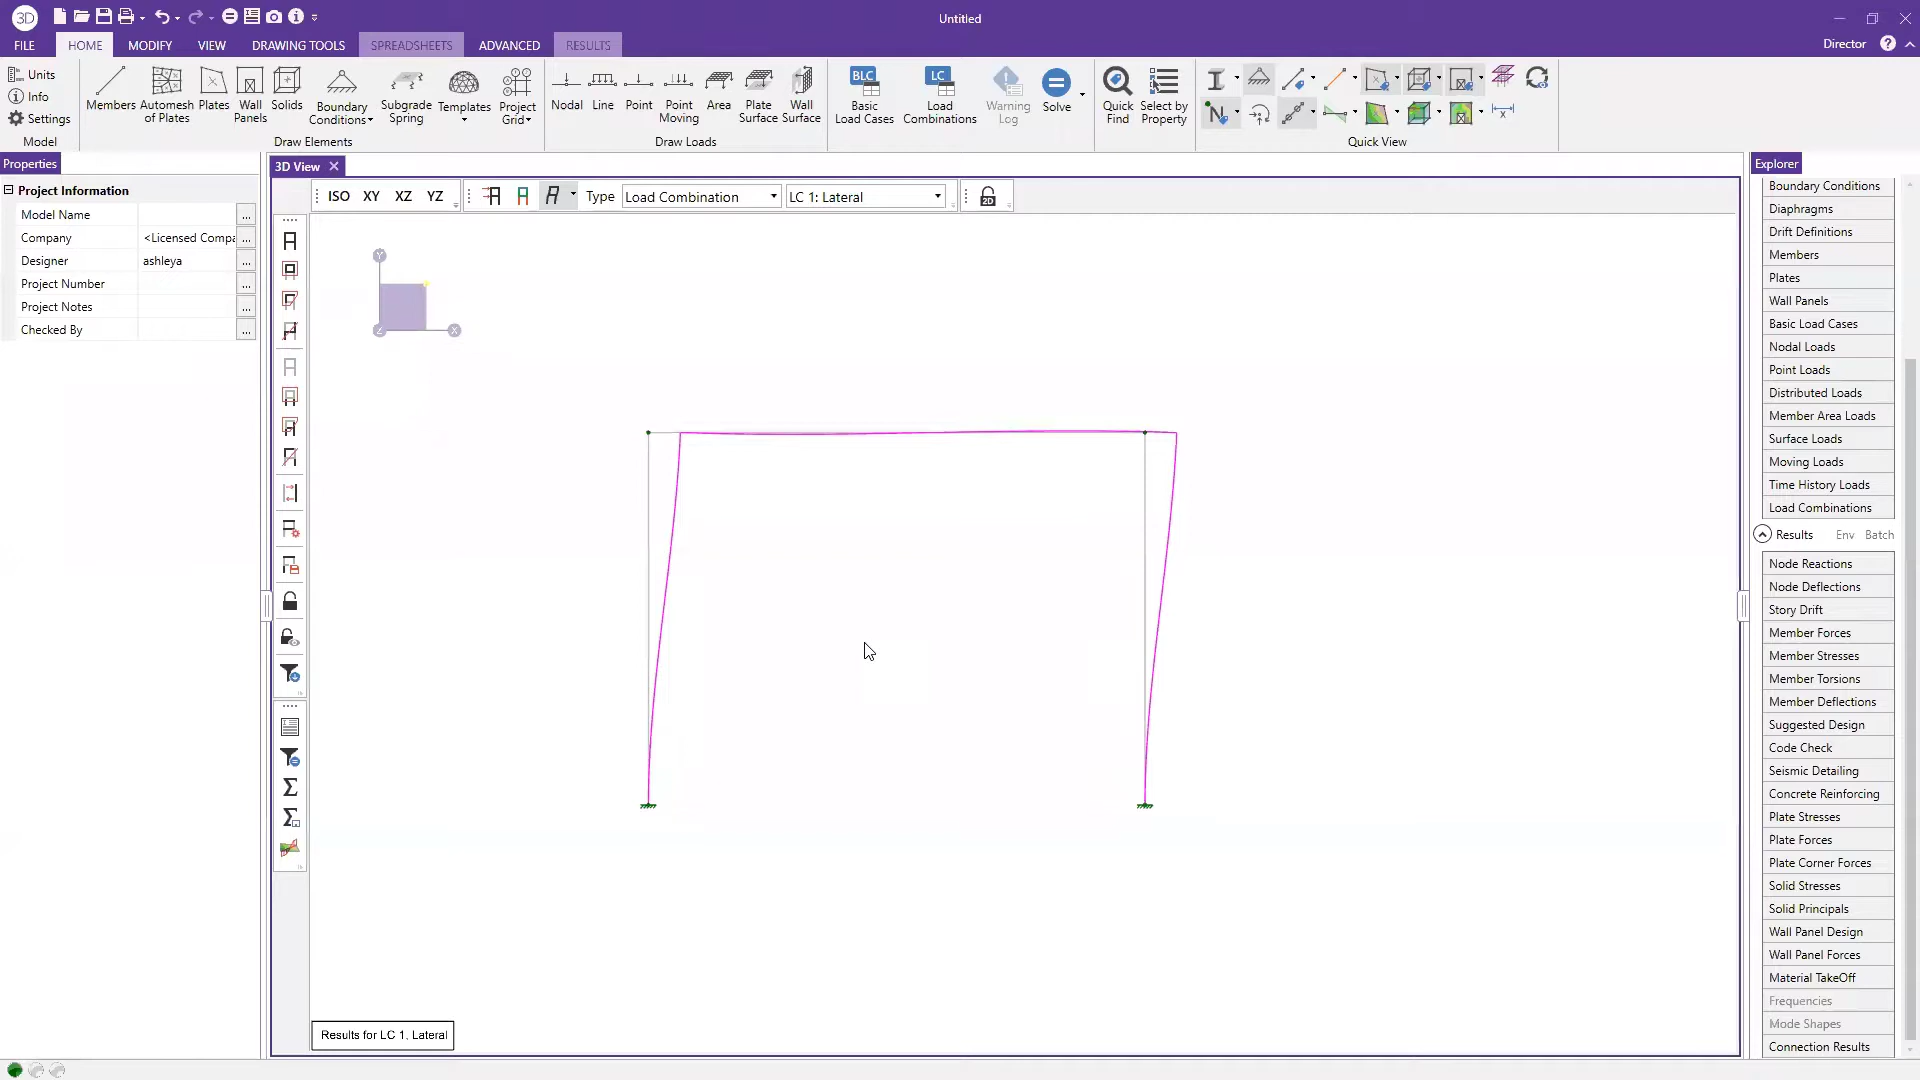 3D
Untitled
FILE
HOME
MODIFY
VIEW
DRAWING TOOLS
SPREADSHEETS
ADVANCED
RESULTS
Director
Units
Info
Settings
Model
Members
Automesh of Plates
Plates
Wall Panels
Solids
Boundary Conditions
Subgrade Spring
Templates
Project Grid
Draw Elements
Nodal
Line
Point
Point Moving
Area
Plate Surface
Wall Surface
Draw Loads
BLC
Basic Load Cases
LC
Load Combinations
Warning Log
Solve
Quick Find
Select by Property
Quick View
Properties
Project Information
Model Name
Company <Licensed Compa
Designer ashleya
Project Number
Project Notes
Checked By
3D View
ISO XY XZ YZ
Type Load Combination LC 1: Lateral
2D
Y
Z
X
Results for LC 1, Lateral
Explorer
Boundary Conditions
Diaphragms
Drift Definitions
Members
Plates
Wall Panels
Basic Load Cases
Nodal Loads
Point Loads
Distributed Loads
Member Area Loads
Surface Loads
Moving Loads
Time History Loads
Load Combinations
Results Env Batch
Node Reactions
Node Deflections
Story Drift
Member Forces
Member Stresses
Member Torsions
Member Deflections
Suggested Design
Code Check
Seismic Detailing
Concrete Reinforcing
Plate Stresses
Plate Forces
Plate Corner Forces
Solid Stresses
Solid Principals
Wall Panel Design
Wall Panel Forces
Material TakeOff
Frequencies
Mode Shapes
Connection Results